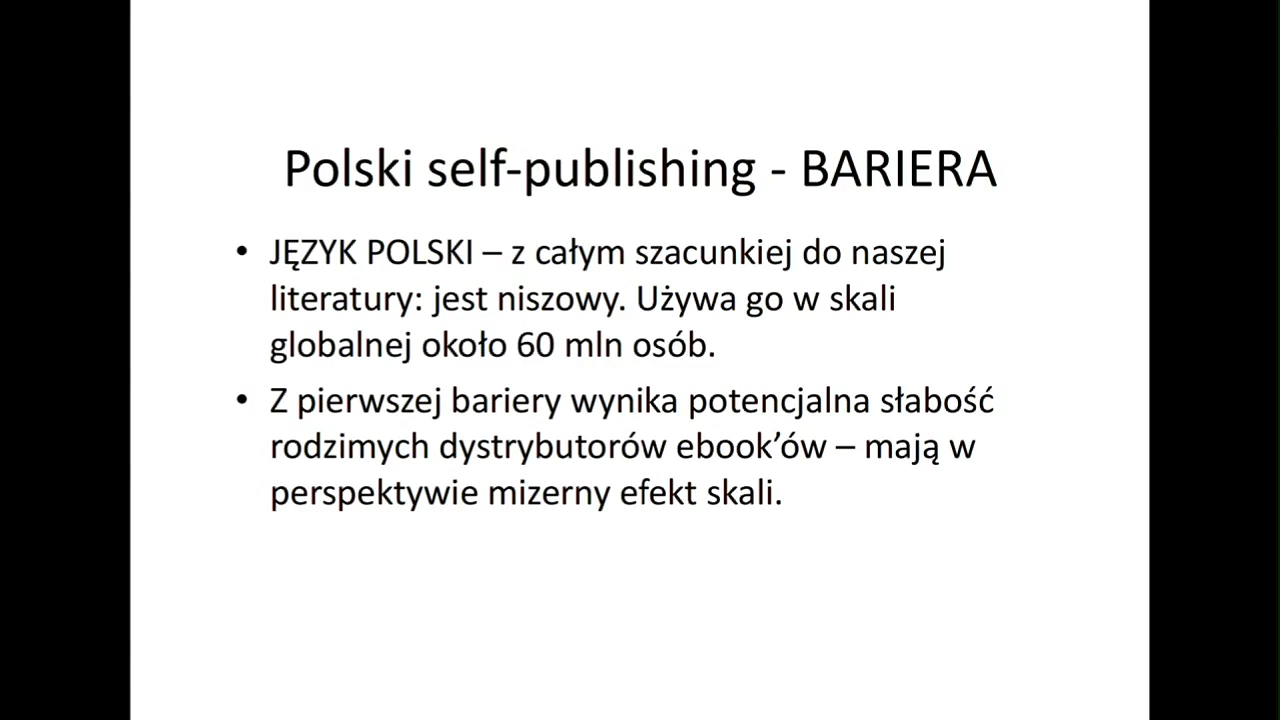 Polski self-publishing - BARIERA
• JĘZYK POLSKI – z całym szacunkiej do naszej
literatury: jest niszowy. Używa go w skali
globalnej około 60 mln osób.
• Z pierwszej bariery wynika potencjalna słabość
rodzimych dystrybutorów ebook’ów – mają w
perspektywie mizerny efekt skali.